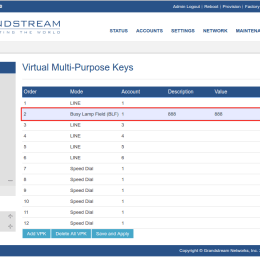 Admin Logout | Reboot | Provision | Factory
NDSTREAM
TING THE WORLD
STATUS ACCOUNTS SETTINGS NETWORK MAINTENA
Virtual Multi-Purpose Keys
Order Mode Account Description Value
1 LINE 1
2 Busy Lamp Field (BLF) 1 888 888
3 LINE 3
4 LINE 4
5 LINE 5
6 LINE 6
7 Speed Dial 1
8 Speed Dial 1
9 Speed Dial 1
10 Speed Dial 1
11 Speed Dial 1
12 Speed Dial 1
Add VPK Delete All VPK Save and Apply
Copyright © Grandstream Networks, Inc.